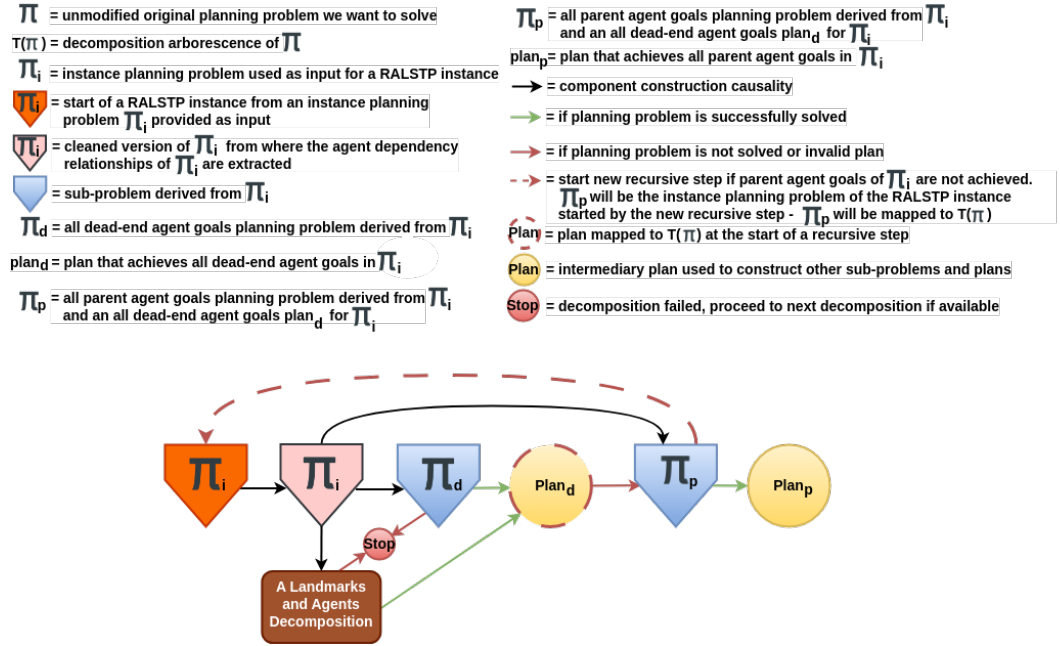 π = unmodified original planning problem we want to solve
T(π) = decomposition arborescence of π
πi = instance planning problem used as input for a RALSTP instance
πi = start of a RALSTP instance from an instance planning
problem πi provided as input
πi = cleaned version of πi from where the agent dependency
relationships of πi are extracted
= sub-problem derived from πi
πd = all dead-end agent goals planning problem derived from πi
pland = plan that achieves all dead-end agent goals in πi
πp = all parent agent goals planning problem derived from πi
and an all dead-end agent goals pland for πi
πp = all parent agent goals planning problem derived from πi
and an all dead-end agent goals pland for πi
planp= plan that achieves all parent agent goals in πi
= component construction causality
= if planning problem is successfully solved
= if planning problem is not solved or invalid plan
= start new recursive step if parent agent goals of πi are not achieved.
πp will be the instance planning problem of the RALSTP instance
started by the new recursive step - πp will be mapped to T(π)
Plan = plan mapped to T(π) at the start of a recursive step
Plan = intermediary plan used to construct other sub-problems and plans
Stop = decomposition failed, proceed to next decomposition if available
πi
πi
πd
Pland
πp
Planp
Stop
A Landmarks
and Agents
Decomposition